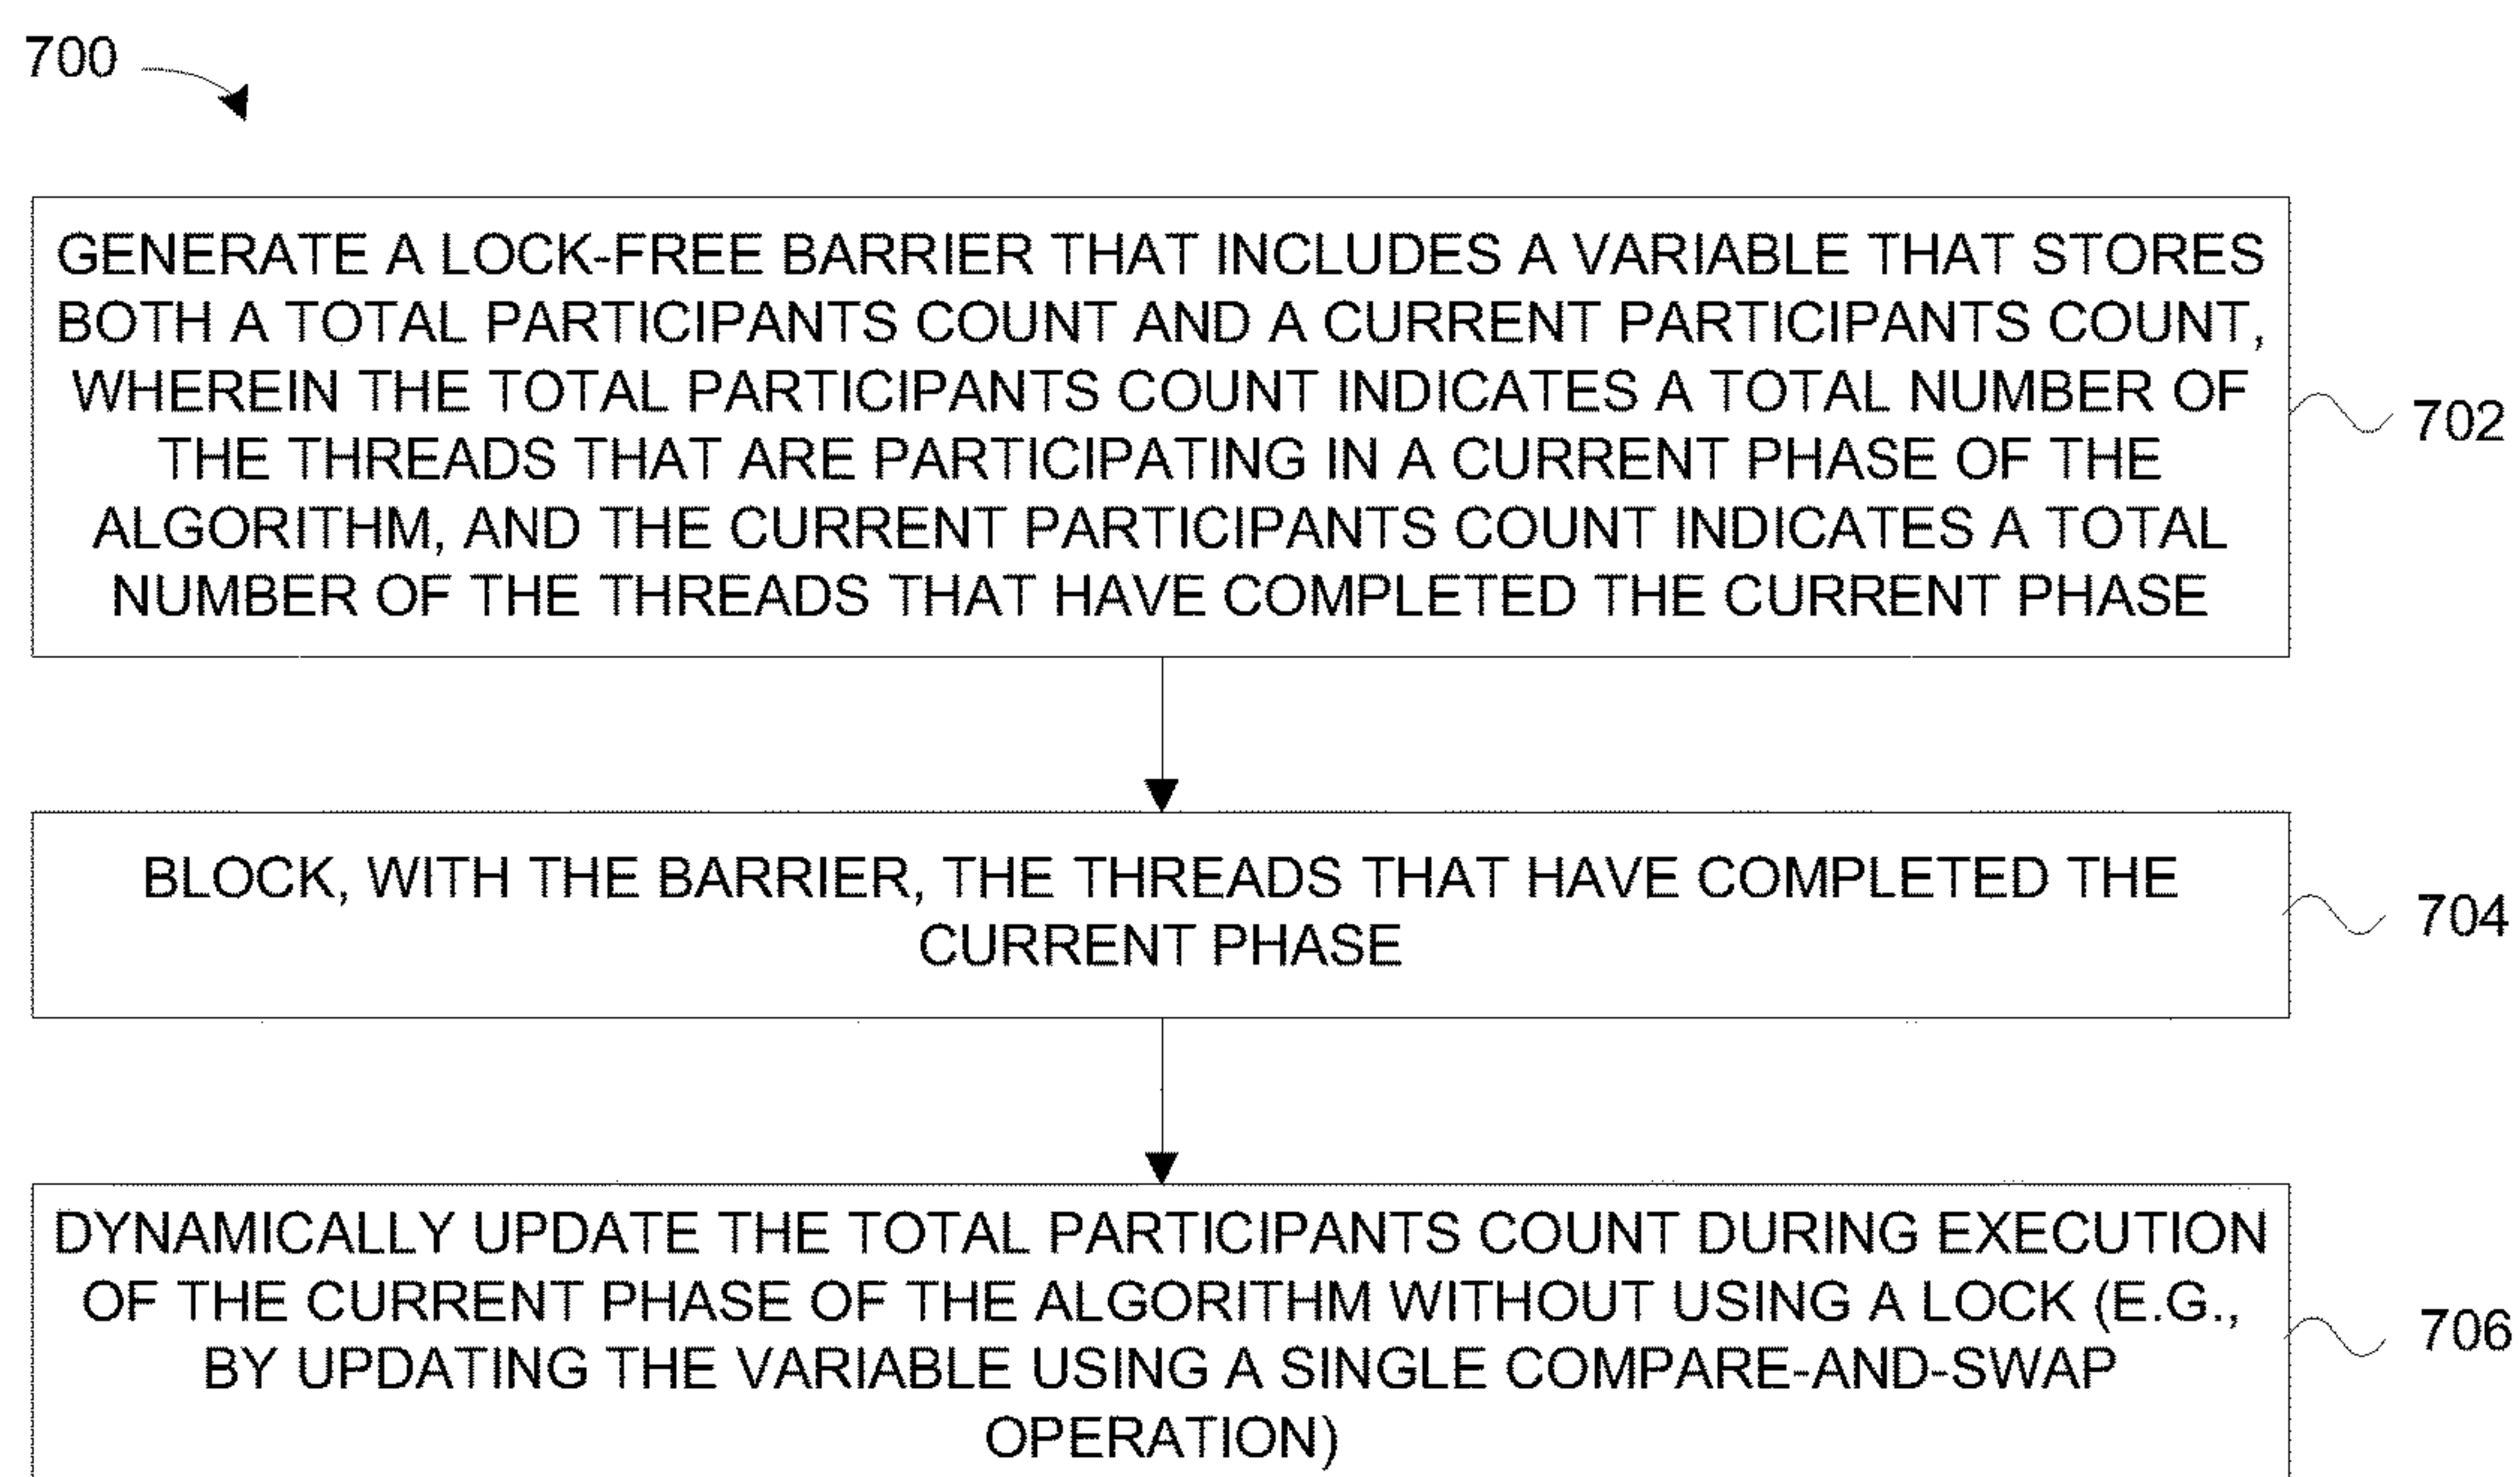 700
GENERATE A LOCK-FREE BARRIER THAT INCLUDES A VARIABLE THAT STORES
BOTH A TOTAL PARTICIPANTS COUNT AND A CURRENT PARTICIPANTS COUNT,
WHEREIN THE TOTAL PARTICIPANTS COUNT INDICATES A TOTAL NUMBER OF
THE THREADS THAT ARE PARTICIPATING IN A CURRENT PHASE OF THE
ALGORITHM, AND THE CURRENT PARTICIPANTS COUNT INDICATES A TOTAL
NUMBER OF THE THREADS THAT HAVE COMPLETED THE CURRENT PHASE
702
BLOCK, WITH THE BARRIER, THE THREADS THAT HAVE COMPLETED THE
CURRENT PHASE
704
DYNAMICALLY UPDATE THE TOTAL PARTICIPANTS COUNT DURING EXECUTION
OF THE CURRENT PHASE OF THE ALGORITHM WITHOUT USING A LOCK (E.G.,
BY UPDATING THE VARIABLE USING A SINGLE COMPARE-AND-SWAP
OPERATION)
706